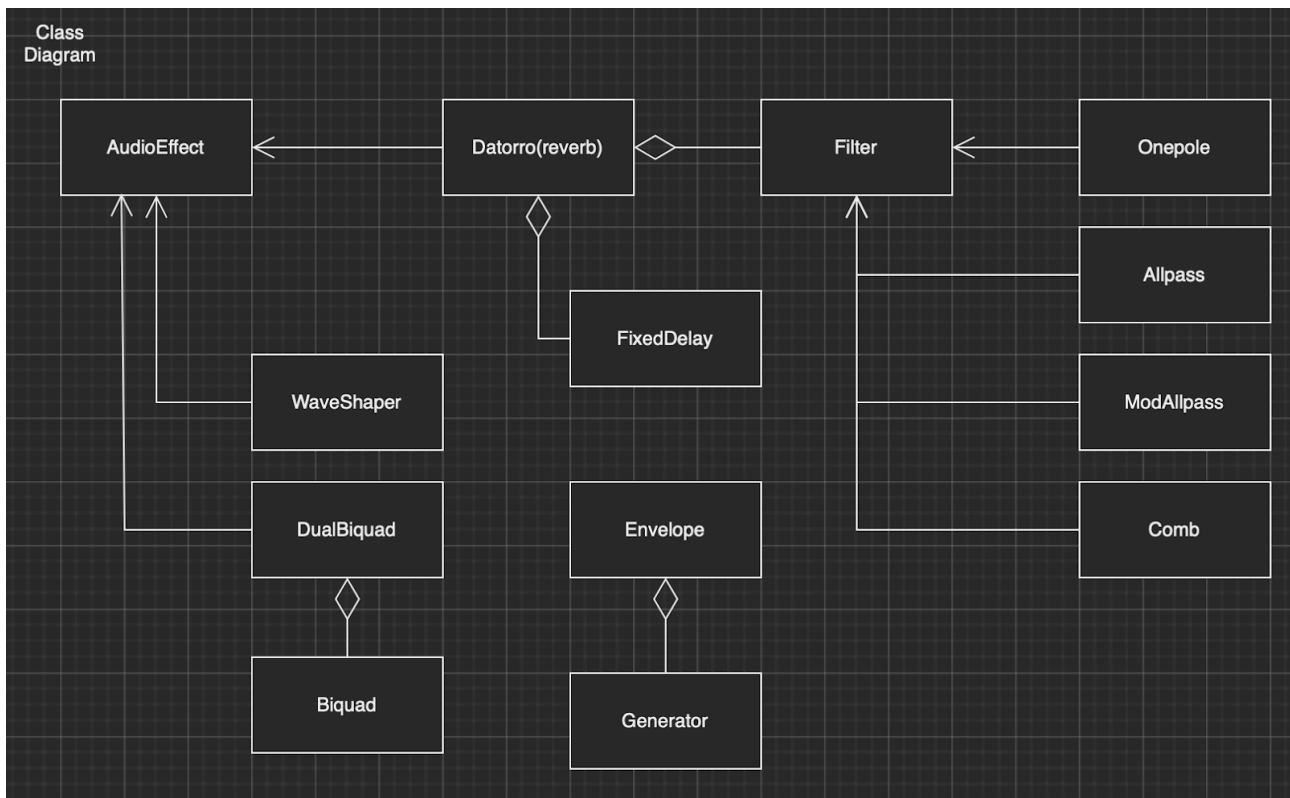 Class
Diagram
AudioEffect
Datorro(reverb)
Filter
Onepole
Allpass
FixedDelay
WaveShaper
ModAllpass
DualBiquad
Envelope
Comb
Biquad
Generator